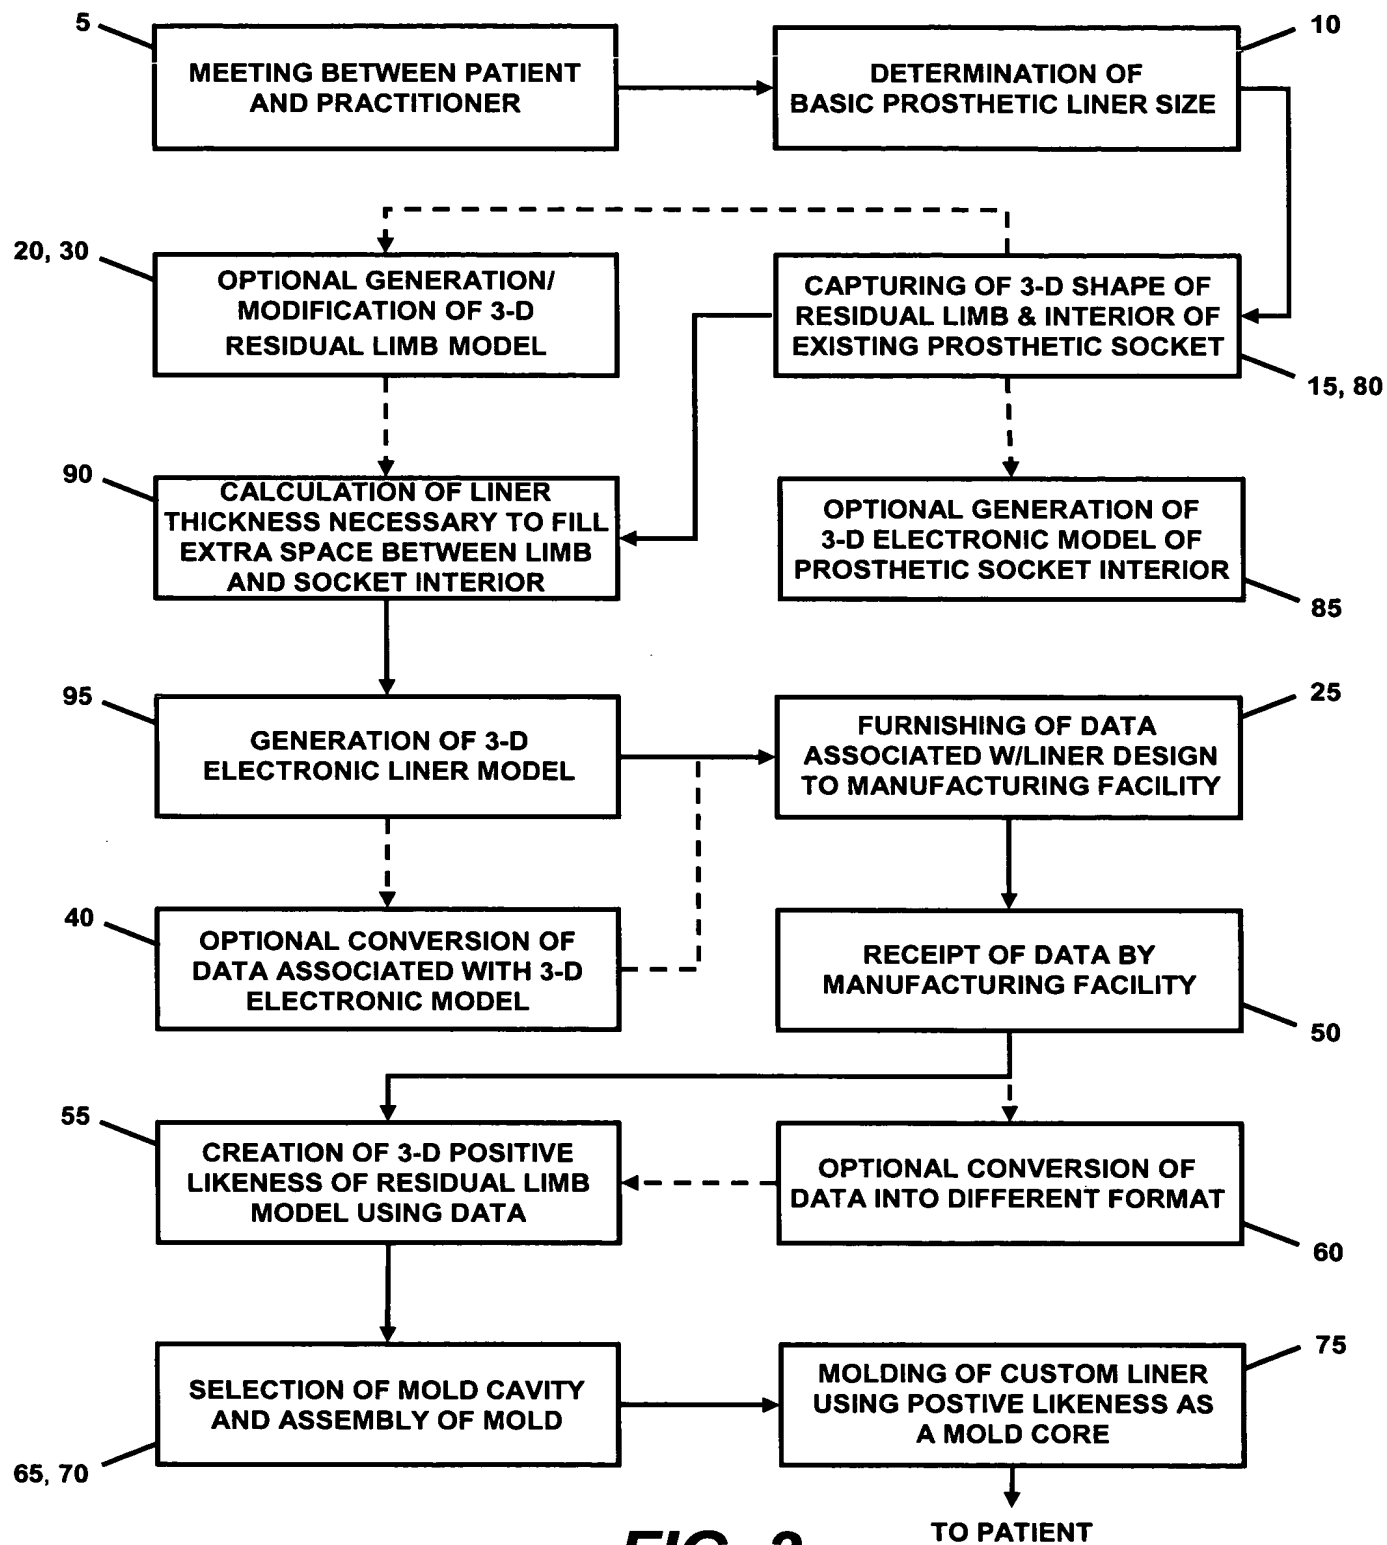 5
MEETING BETWEEN PATIENT
AND PRACTITIONER
10
DETERMINATION OF
BASIC PROSTHETIC LINER SIZE
20, 30
OPTIONAL GENERATION/
MODIFICATION OF 3-D
RESIDUAL LIMB MODEL
CAPTURING OF 3-D SHAPE OF
RESIDUAL LIMB & INTERIOR OF
EXISTING PROSTHETIC SOCKET
15, 80
90
CALCULATION OF LINER
THICKNESS NECESSARY TO FILL
EXTRA SPACE BETWEEN LIMB
AND SOCKET INTERIOR
OPTIONAL GENERATION OF
3-D ELECTRONIC MODEL OF
PROSTHETIC SOCKET INTERIOR
85
95
GENERATION OF 3-D
ELECTRONIC LINER MODEL
25
FURNISHING OF DATA
ASSOCIATED W/LINER DESIGN
TO MANUFACTURING FACILITY
40
OPTIONAL CONVERSION OF
DATA ASSOCIATED WITH 3-D
ELECTRONIC MODEL
RECEIPT OF DATA BY
MANUFACTURING FACILITY
50
55
CREATION OF 3-D POSITIVE
LIKENESS OF RESIDUAL LIMB
MODEL USING DATA
OPTIONAL CONVERSION OF
DATA INTO DIFFERENT FORMAT
60
SELECTION OF MOLD CAVITY
AND ASSEMBLY OF MOLD
65, 70
75
MOLDING OF CUSTOM LINER
USING POSTIVE LIKENESS AS
A MOLD CORE
TO PATIENT